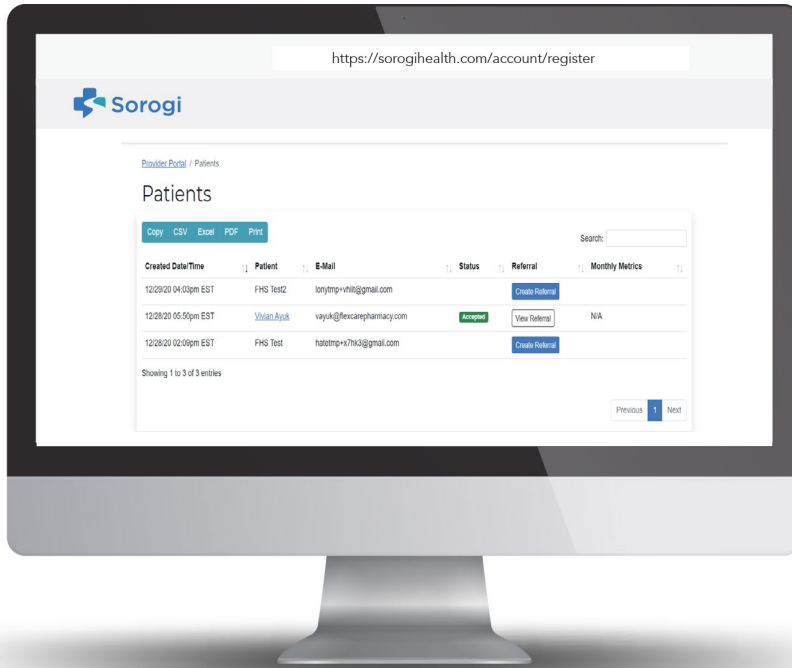 https://sorogihealth.com/account/register
Sorogi
Provider Portal / Patients
Patients
Copy CSV Excel PDF Print
Search:
Created Date/Time Patient E-Mail Status Referral Monthly Metrics
12/29/20 04:03pm EST FHS Test2 lonytmp+vhlit@gmail.com Create Referral
12/28/20 05:50pm EST Vivian Ayuk vayuk@flexcarepharmacy.com Accepted View Referral N/A
12/28/20 02:09pm EST FHS Test hatetmp+x7hk3@gmail.com Create Referral
Showing 1 to 3 of 3 entries
Previous 1 Next